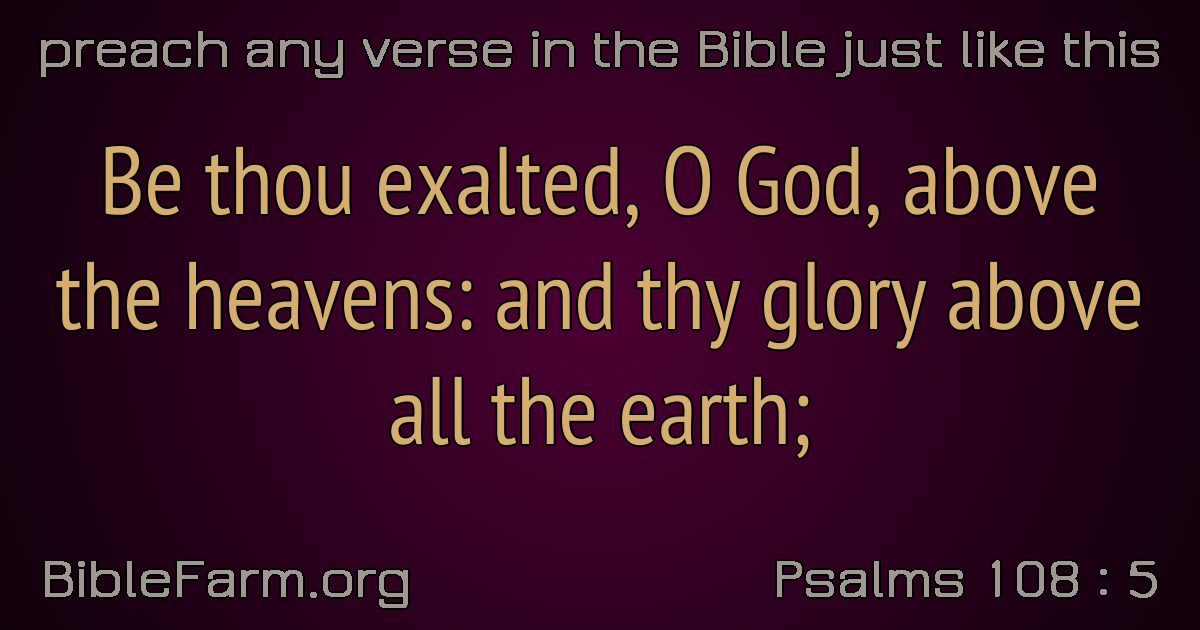 preach any verse in the Bible just like this
Be thou exalted, O God, above
the heavens: and thy glory above
all the earth;
BibleFarm.org
Psalms 108 : 5